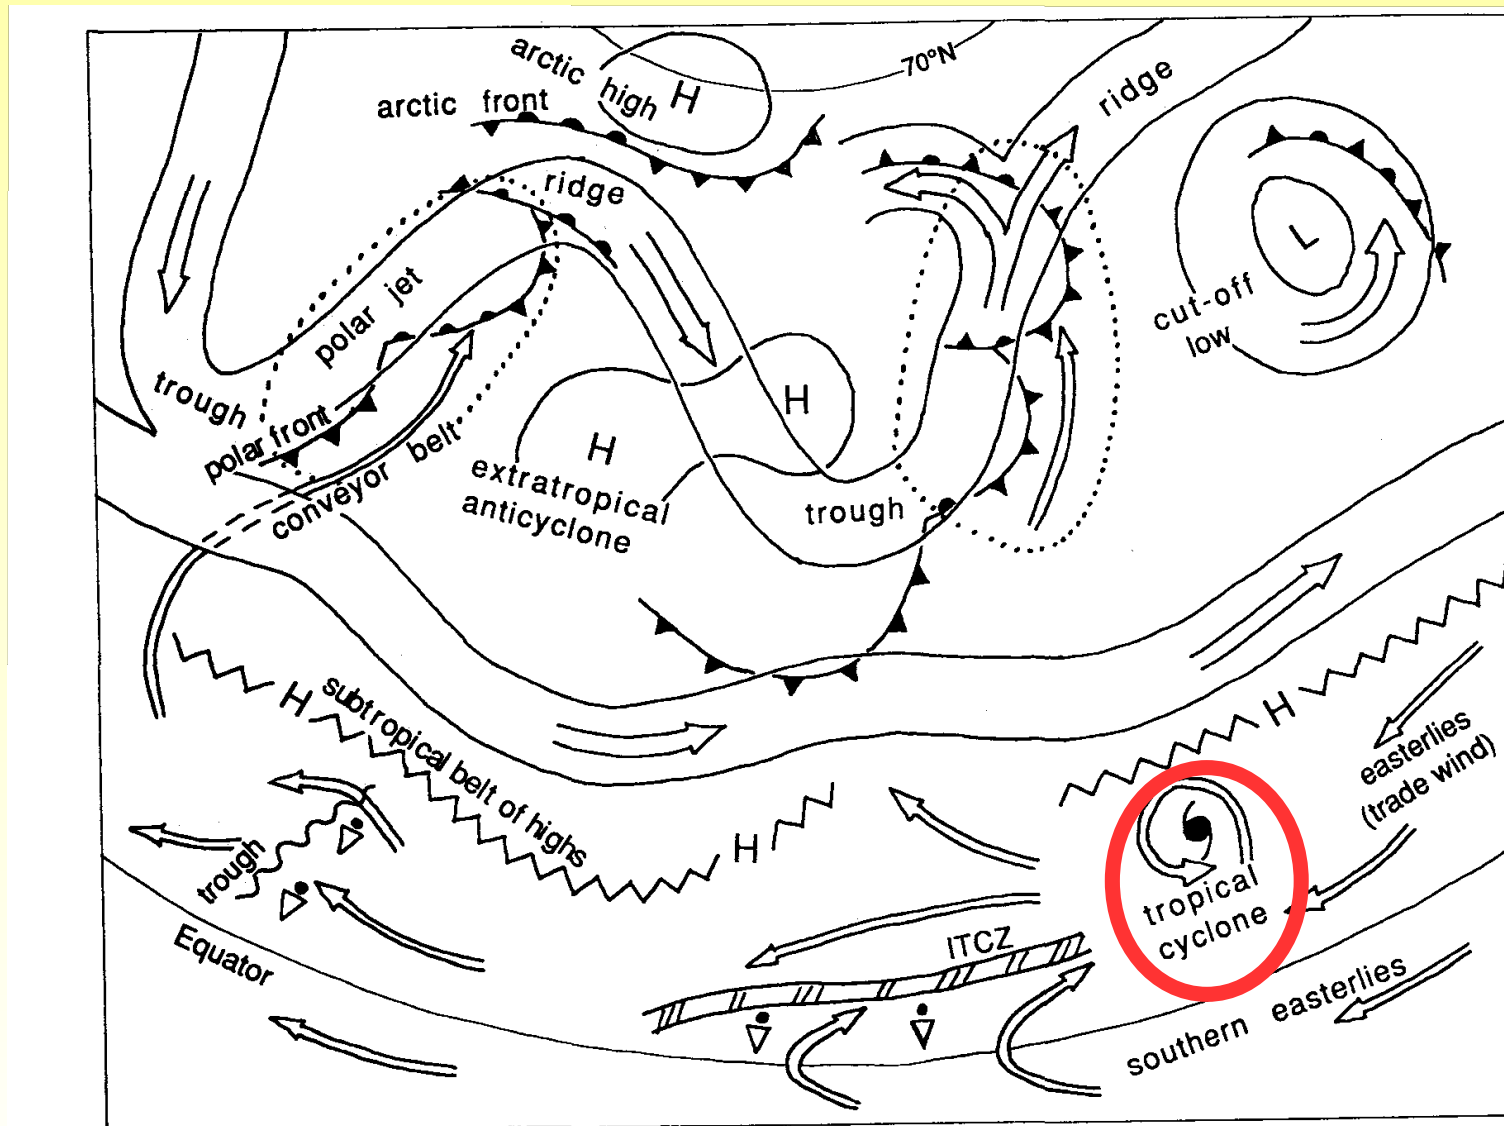 arctic
high
H
70°N
arctic front
ridge
ridge
polar jet
L
cut-off
low
trough
polar front
conveyor belt
H
H
extratropical
anticyclone
trough
H
subtropical belt of highs
H
H
easterlies
(trade wind)
trough
tropical
cyclone
ITCZ
Equator
southern easterlies